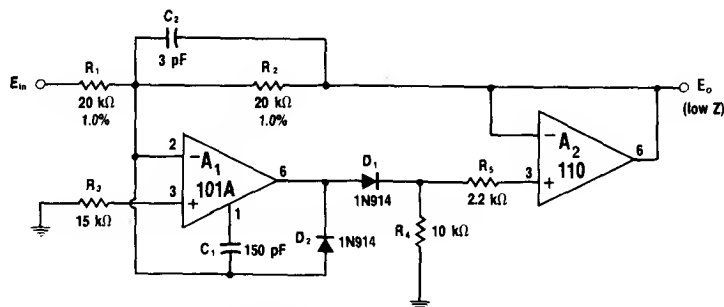 C₂
3 pF
E_in
R₁
20 kΩ
1.0%
R₂
20 kΩ
1.0%
E_o
(low Z)
2
−
A₁
101A
3
+
6
1
R₃
15 kΩ
C₁
150 pF
D₁
1N914
D₂
1N914
R₄
10 kΩ
R₅
2.2 kΩ
−
A₂
110
3
+
6